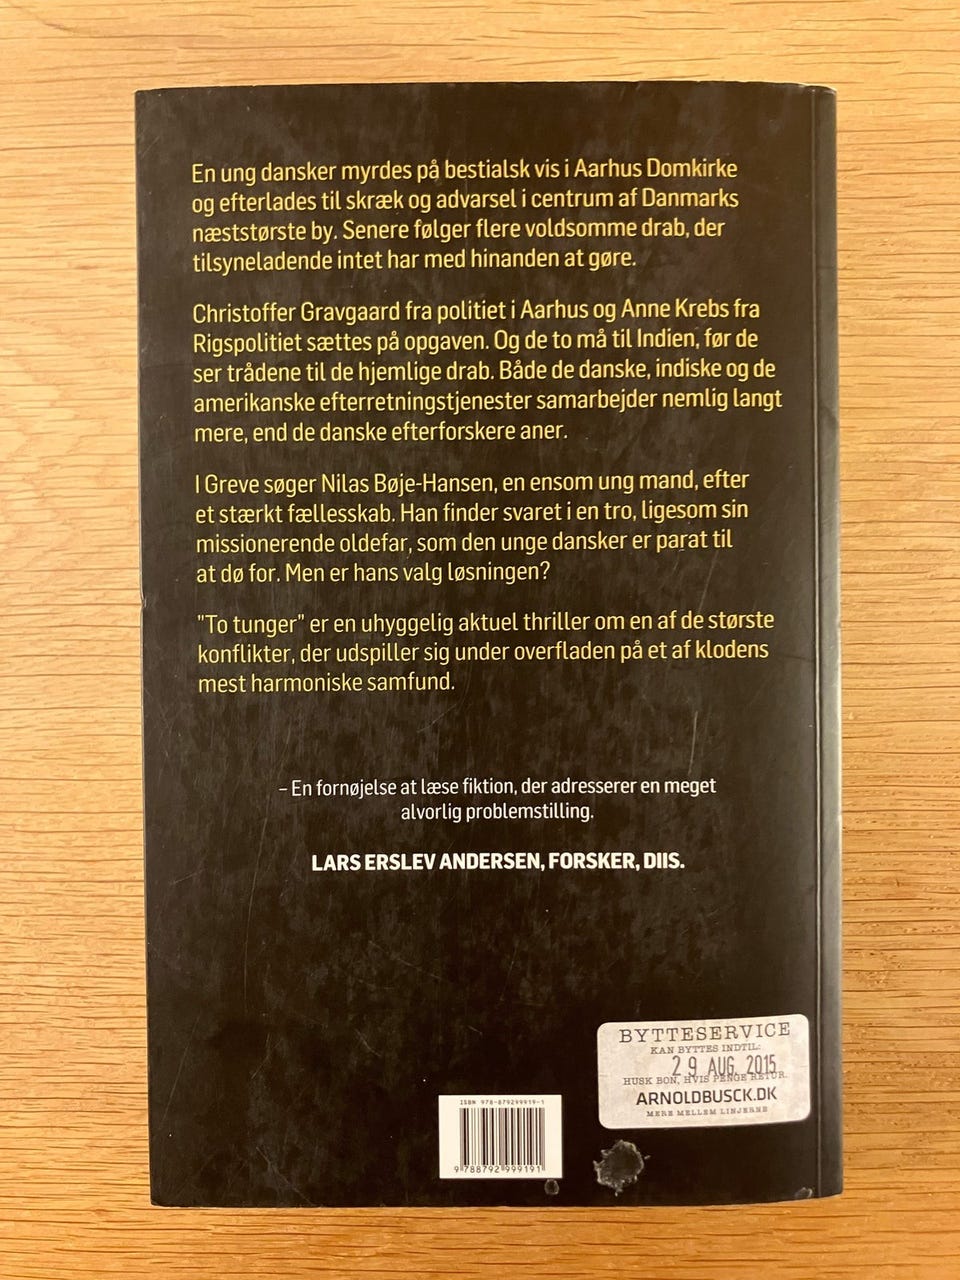 En ung dansker myrdes på bestialsk vis i Aarhus Domkirke
og efterlades til skræk og advarsel i centrum af Danmarks
næststørste by. Senere følger flere voldsomme drab, der
tilsyneladende intet har med hinanden at gøre.
Christoffer Gravgaard fra politiet i Aarhus og Anne Krebs fra
Rigspolitiet sættes på opgaven. Og de to må til Indien, før de
ser trådene til de hjemlige drab. Både de danske, indiske og de
amerikanske efterretningstjenester samarbejder nemlig langt
mere, end de danske efterforskere aner.
I Greve søger Nilas Bøje-Hansen, en ensom ung mand, efter
et stærkt fællesskab. Han finder svaret i en tro, ligesom sin
missionerende oldefar, som den unge dansker er parat til
at dø for. Men er hans valg løsningen?
"To tunger" er en uhyggelig aktuel thriller om en af de største
konflikter, der udspiller sig under overfladen på et af klodens
mest harmoniske samfund.
– En fornøjelse at læse fiktion, der adresserer en meget
alvorlig problemstilling.
LARS ERSLEV ANDERSEN, FORSKER, DIIS.
BYTTESERVICE
KAN BYTTES INDTIL:
29 AUG. 2015
HUSK BON, HVIS PENGE RETUR.
ARNOLDBUSCK.DK
MERE MELLEM LINJERNE
ISBN 978-879299919-1
9 788792 999191